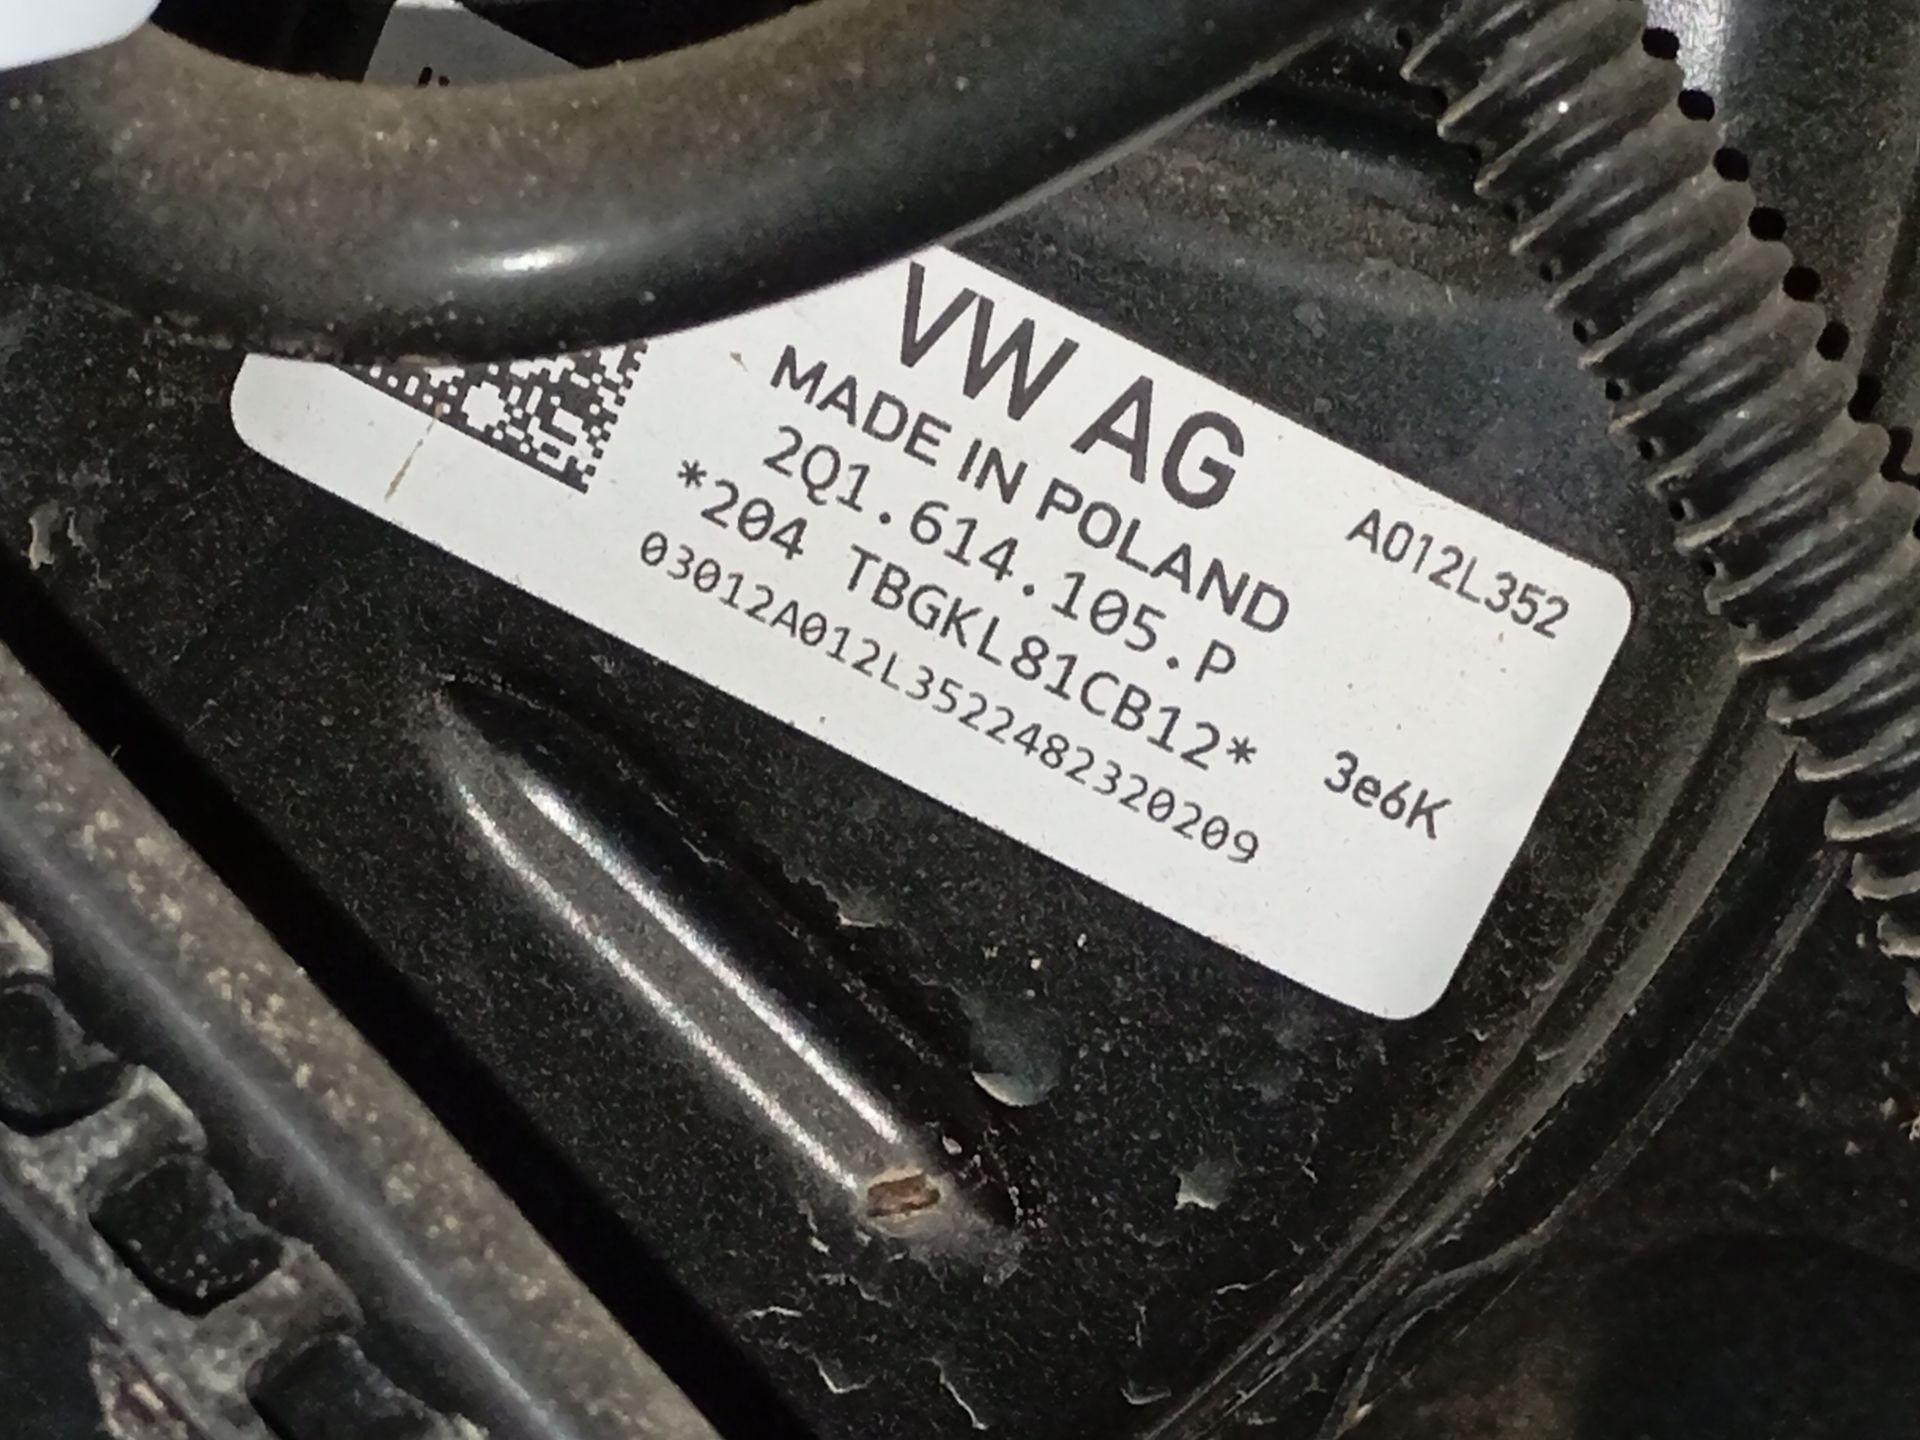 VW AG
MADE IN POLAND
A012L352
2Q1.614.105.P
*204 TBGKL81CB12*
3e6K
03012A012L3522482320209